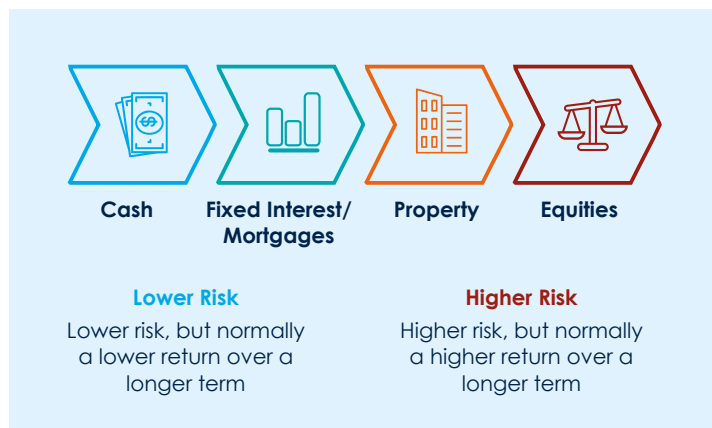 Cash
Fixed Interest/
Mortgages
Property
Equities
Lower Risk
Lower risk, but normally
a lower return over a
longer term
Higher Risk
Higher risk, but normally
a higher return over a
longer term